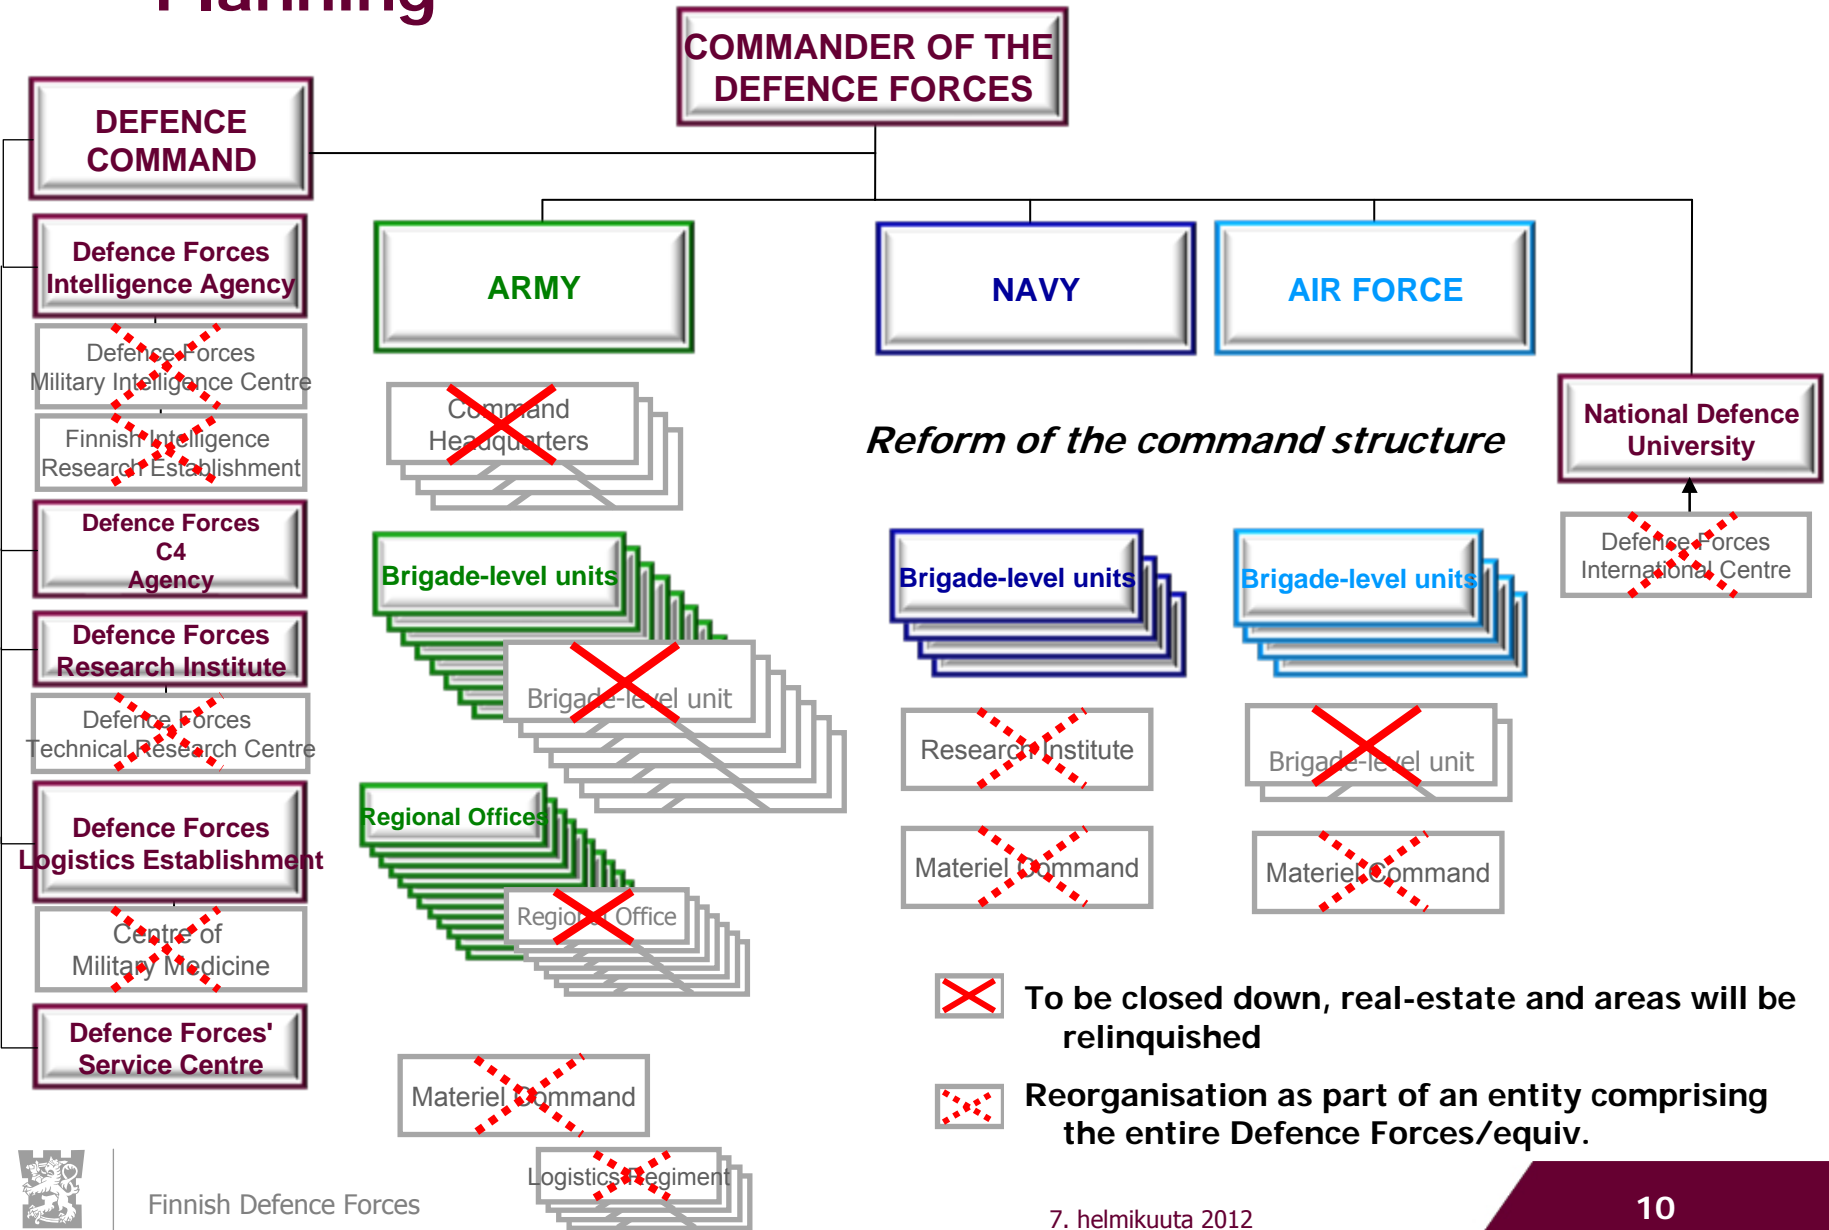 Planning
COMMANDER OF THE
DEFENCE FORCES
DEFENCE
COMMAND
Defence Forces
Intelligence Agency
Defence Forces
Military Intelligence Centre
Finnish Intelligence
Research Establishment
Defence Forces
C4
Agency
Defence Forces
Research Institute
Defence Forces
Technical Research Centre
Defence Forces
Logistics Establishment
Centre of
Military Medicine
Defence Forces'
Service Centre
ARMY
Command
Headquarters
Brigade-level units
Brigade-level unit
Regional Offices
Regional Office
Materiel Command
Logistics Regiment
NAVY
AIR FORCE
Reform of the command structure
Brigade-level units
Research Institute
Materiel Command
Brigade-level units
Brigade-level unit
Materiel Command
National Defence
University
Defence Forces
International Centre
To be closed down, real-estate and areas will be
relinquished
Reorganisation as part of an entity comprising
the entire Defence Forces/equiv.
Finnish Defence Forces
7. helmikuuta 2012
10